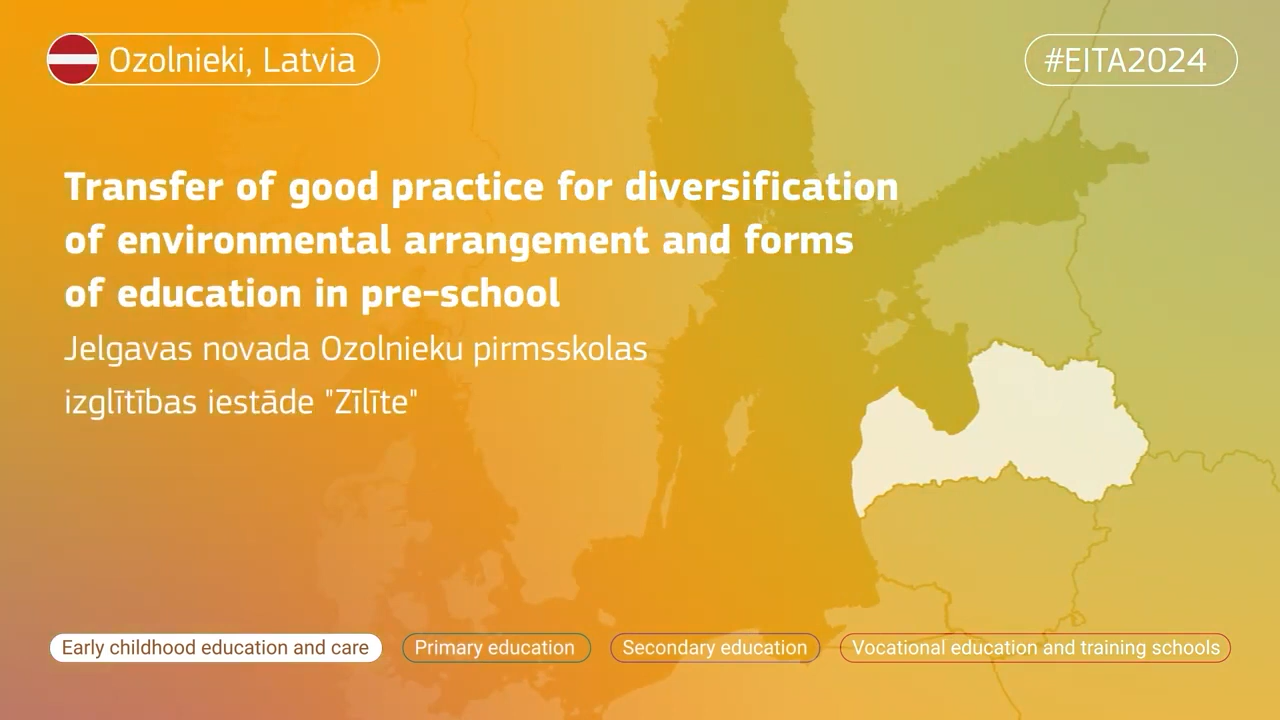 Ozolnieki, Latvia
#EITA2024
Transfer of good practice for diversification
of environmental arrangement and forms
of education in pre-school
Jelgavas novada Ozolnieku pirmsskolas
izglītības iestāde "Zīlīte"
Early childhood education and care
Primary education
Secondary education
Vocational education and training schools